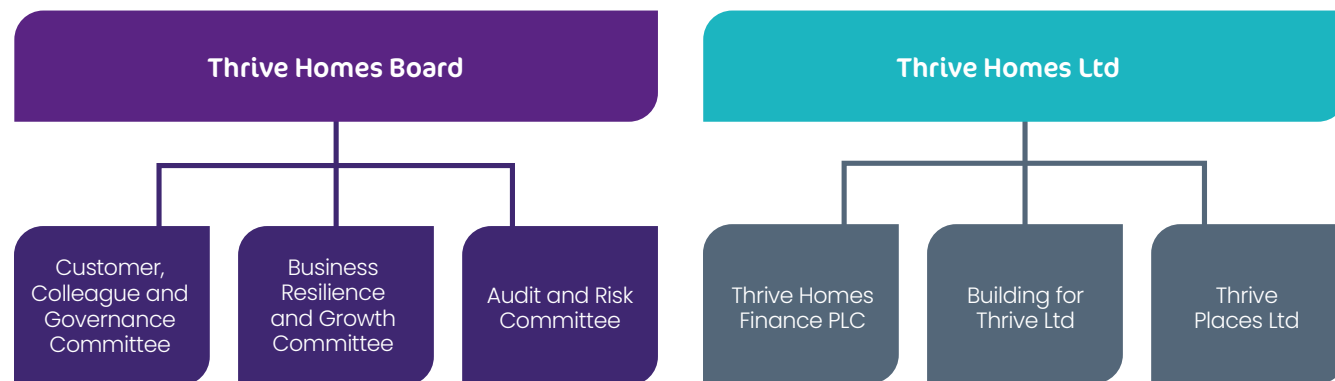 Thrive Homes Board
Thrive Homes Ltd
Customer,
Colleague and
Governance
Committee
Business
Resilience
and Growth
Committee
Audit and Risk
Committee
Thrive Homes
Finance PLC
Building for
Thrive Ltd
Thrive
Places Ltd